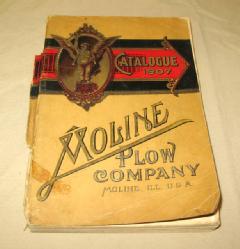 CATALOGUE
1907
MOLINE
PLOW
COMPANY
MOLINE, ILL. U.S.A.